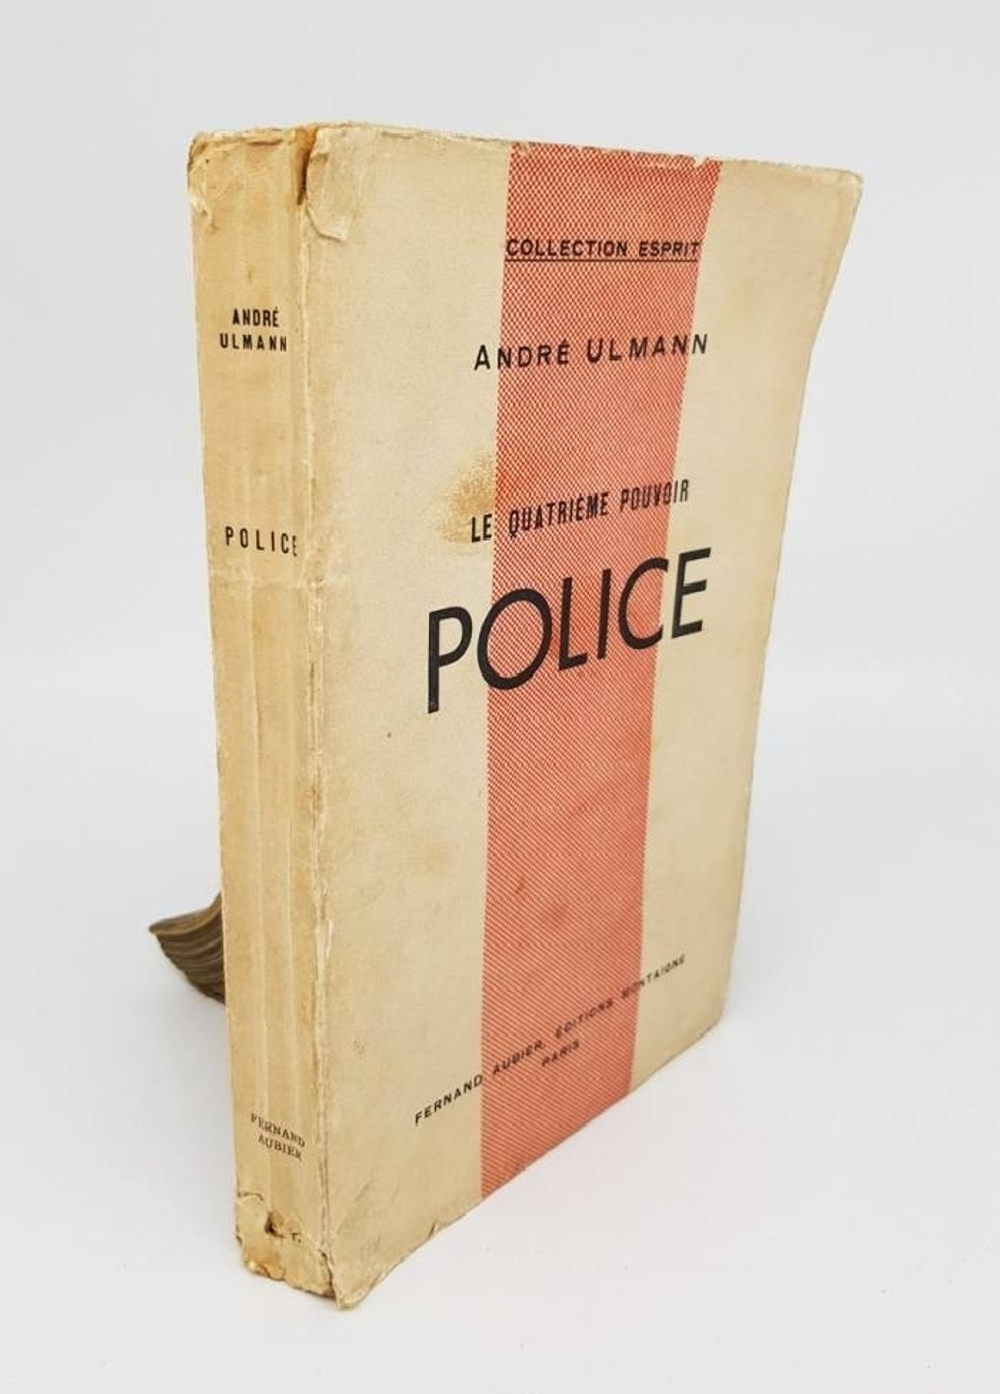 ANDRÉ
ULMANN
POLICE
FERNAND
AUBIER
COLLECTION ESPRIT
ANDRÉ ULMANN
LE QUATRIÈME POUVOIR
POLICE
FERNAND AUBIER, ÉDITIONS MONTAIGNE
PARIS